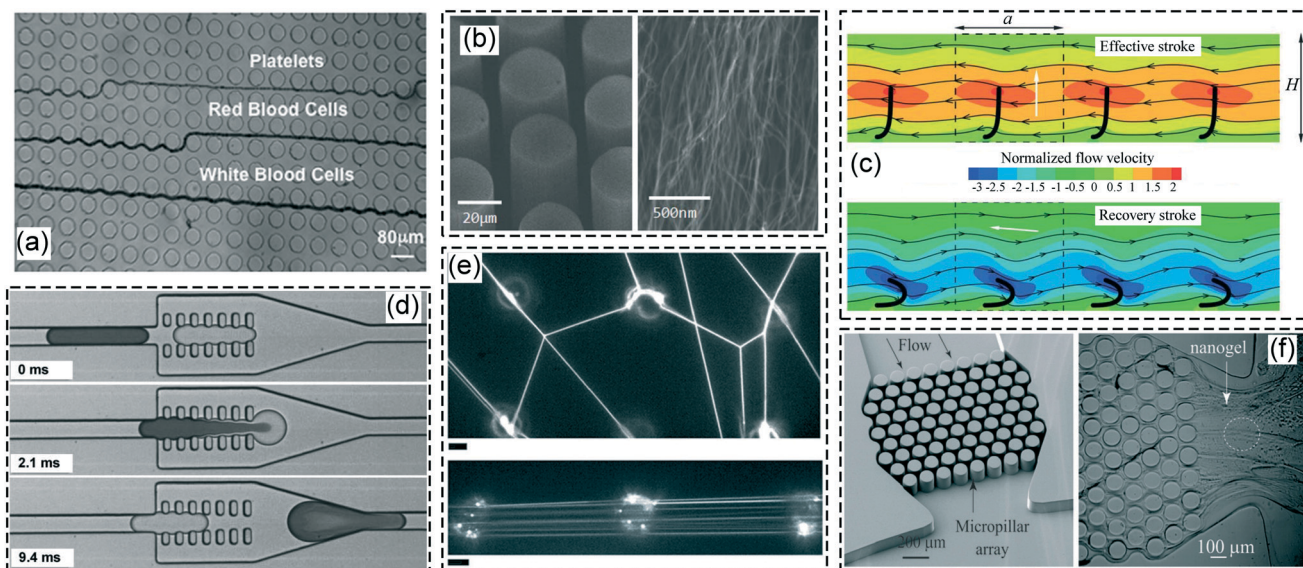 (a)
Platelets
Red Blood Cells
White Blood Cells
80μm
(b)
20μm
500nm
(c)
a
Effective stroke
H
Normalized flow velocity
-3 -2.5 -2 -1.5 -1 -0.5 0 0.5 1 1.5 2
Recovery stroke
(d)
0 ms
2.1 ms
9.4 ms
(e)
(f)
Flow
Micropillar
array
200 μm
nanogel
100 μm